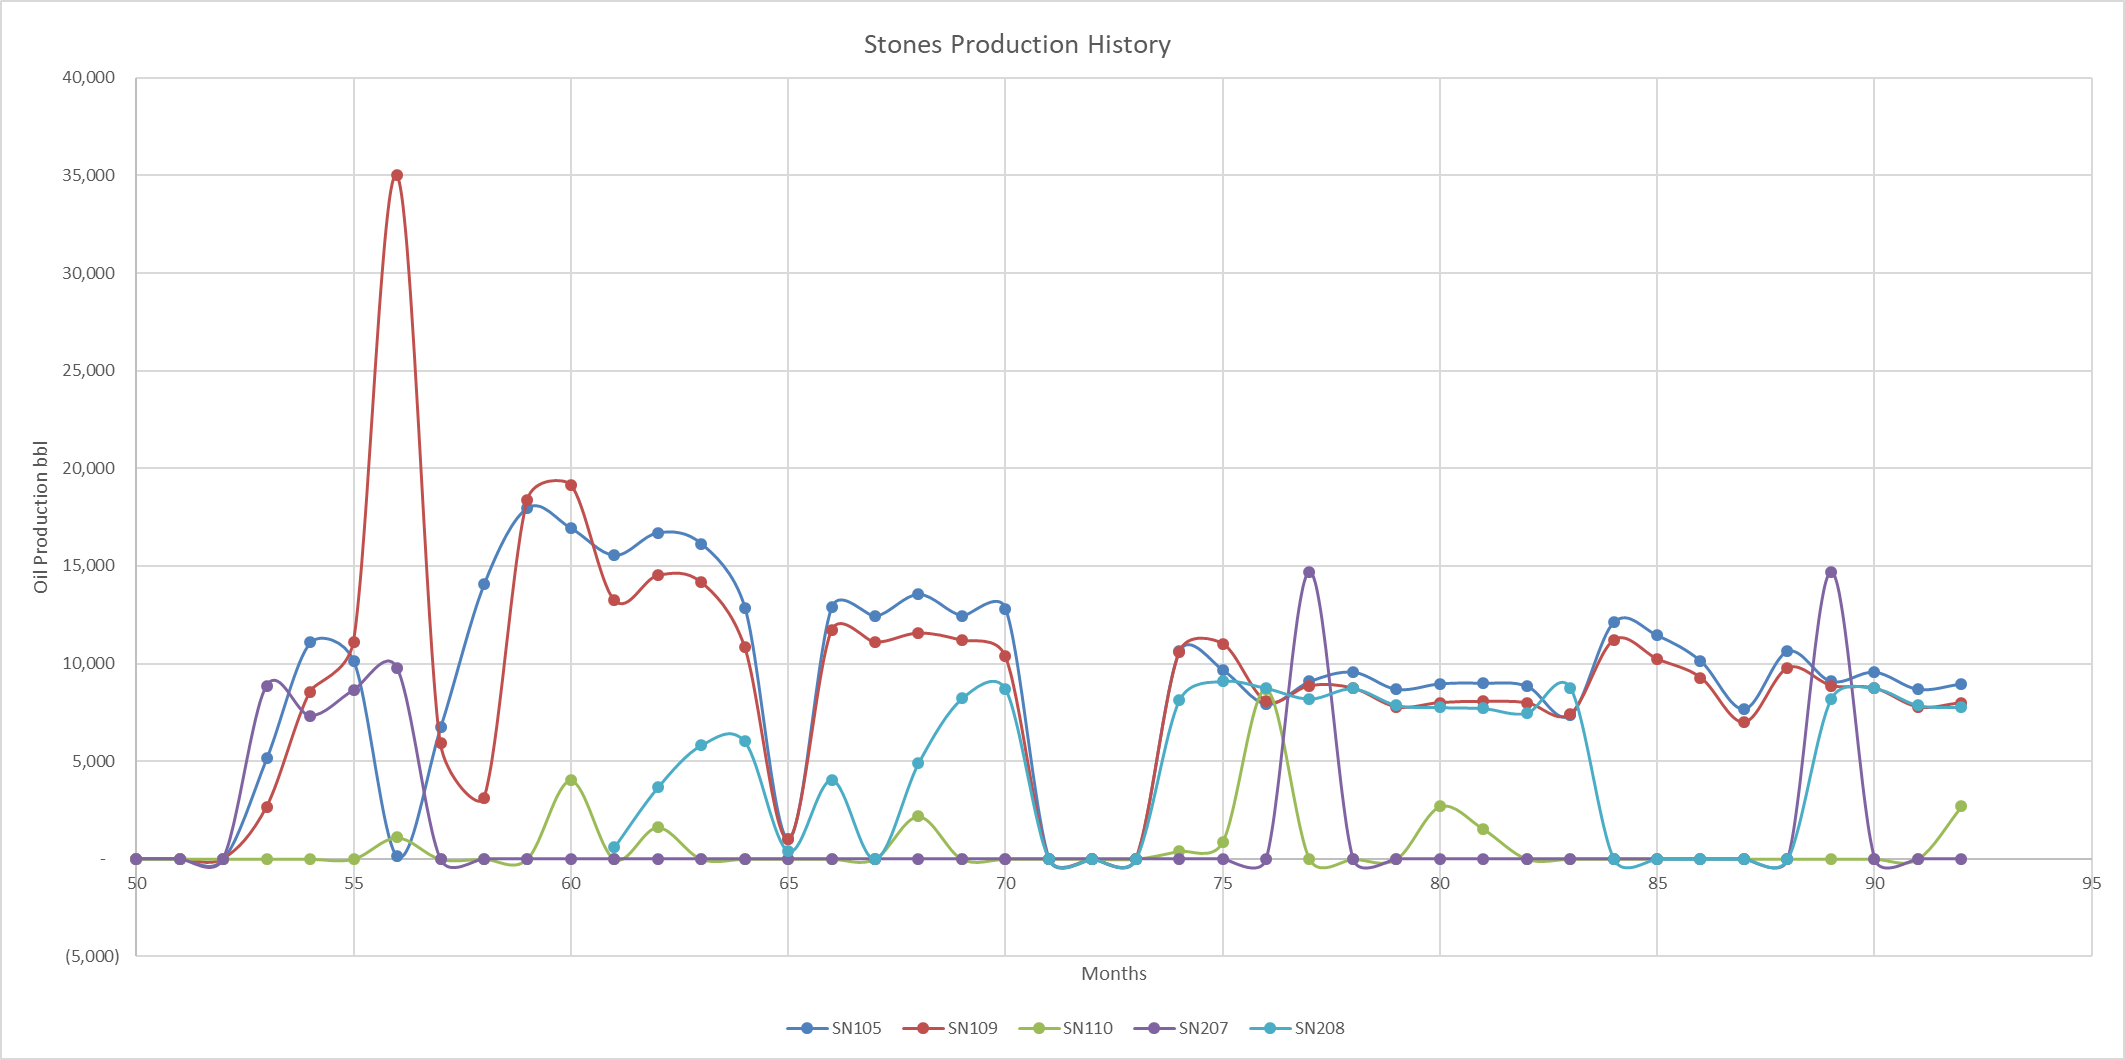 Stones Production History
40,000
35,000
30,000
25,000
20,000
15,000
10,000
5,000
-
(5,000)
Oil Production bbl
50 55 60 65 70 75 80 85 90 95
Months
SN105 SN109 SN110 SN207 SN208